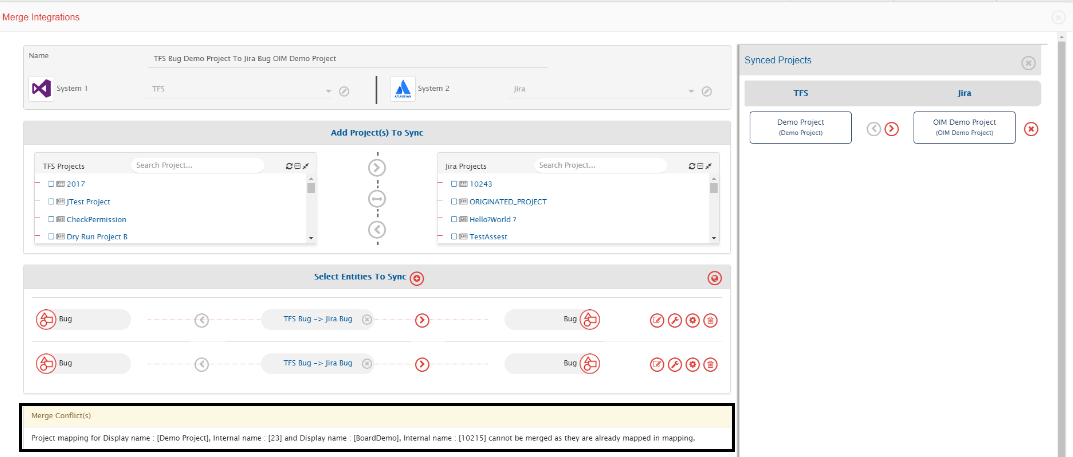 Merge Integrations
Name
TFS Bug Demo Project To Jira Bug OIM Demo Project
System 1
TFS
System 2
Jira
Add Project(s) To Sync
TFS Projects
Search Project...
2017
JTest Project
CheckPermission
Dry Run Project B
Jira Projects
Search Project...
10243
ORIGINATED_PROJECT
Hello?World ?
TestAssest
Select Entities To Sync
Bug
TFS Bug -> Jira Bug
Bug
Bug
TFS Bug -> Jira Bug
Bug
Merge Conflict(s)
Project mapping for Display name : [Demo Project], Internal name : [23] and Display name : [BoardDemo], Internal name : [10215] cannot be merged as they are already mapped in mapping.
Synced Projects
TFS
Jira
Demo Project
(Demo Project)
OIM Demo Project
(OIM Demo Project)